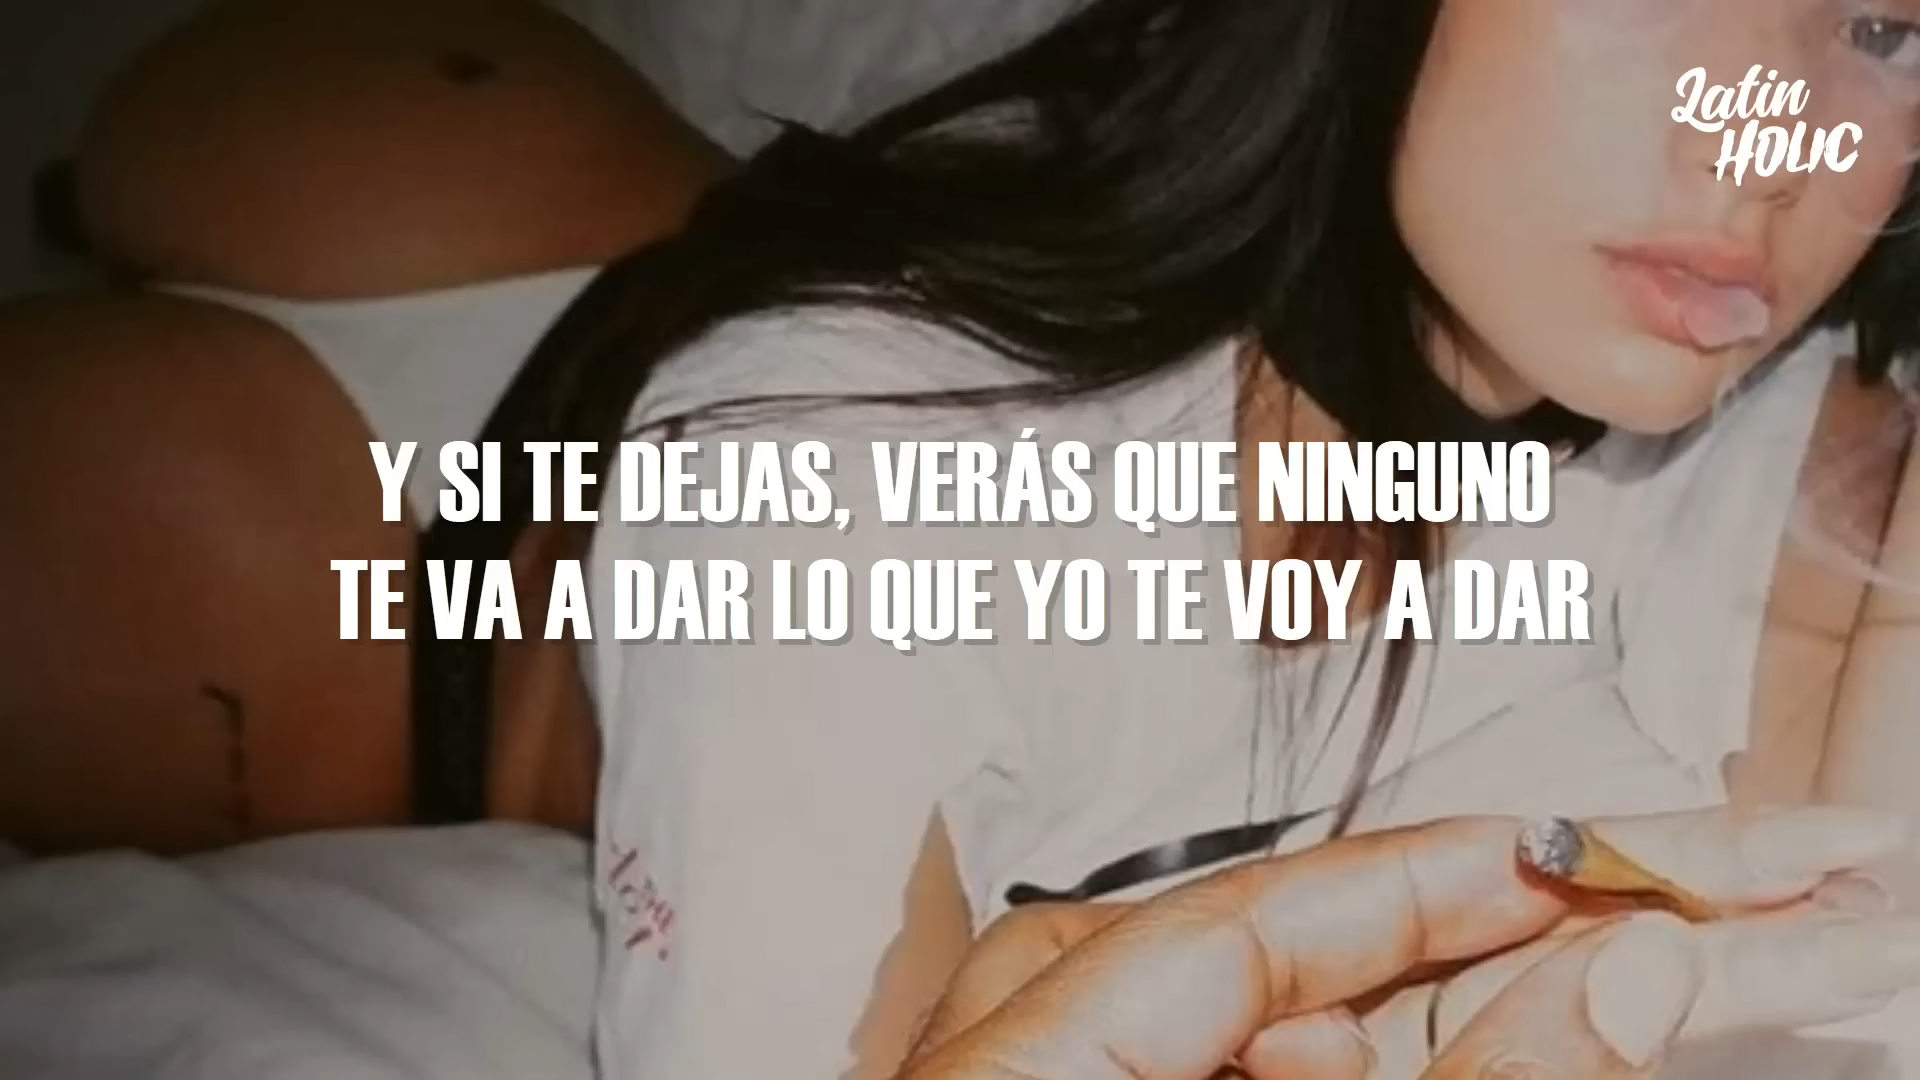 Latin
HOLIC
Y SI TE DEJAS, VERÁS QUE NINGUNO
TE VA A DAR LO QUE YO TE VOY A DAR